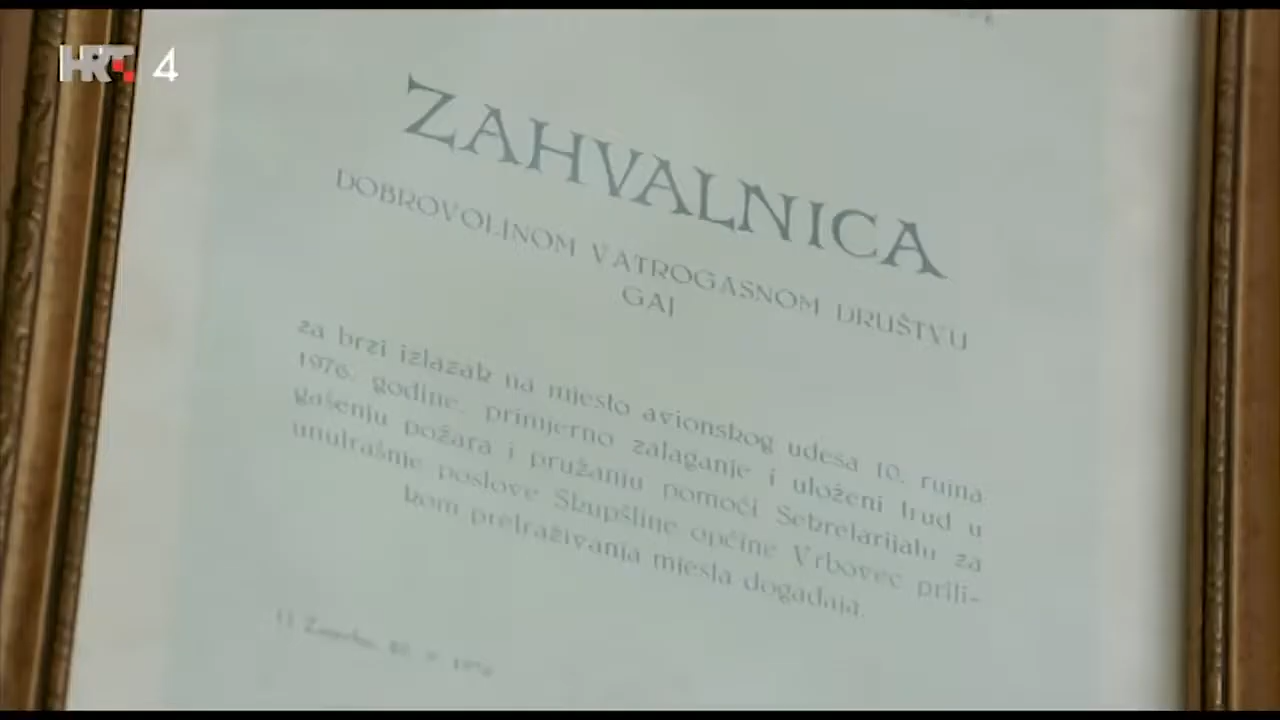 HRT 4
ZAHVALNICA
DOBROVOLJNOM VATROGASNOM DRUŠTVU
GAJ
za brzi izlazak na mjesto avionskog udesa 10. rujna
1976. godine, primjerno zalaganje i uloženi trud u
gašenju požara i pružanju pomoći Sekretarijatu za
unutrašnje poslove Skupštine općine Vrbovec prili-
kom pretraživanja mjesta događaja.
U Zagrebu,